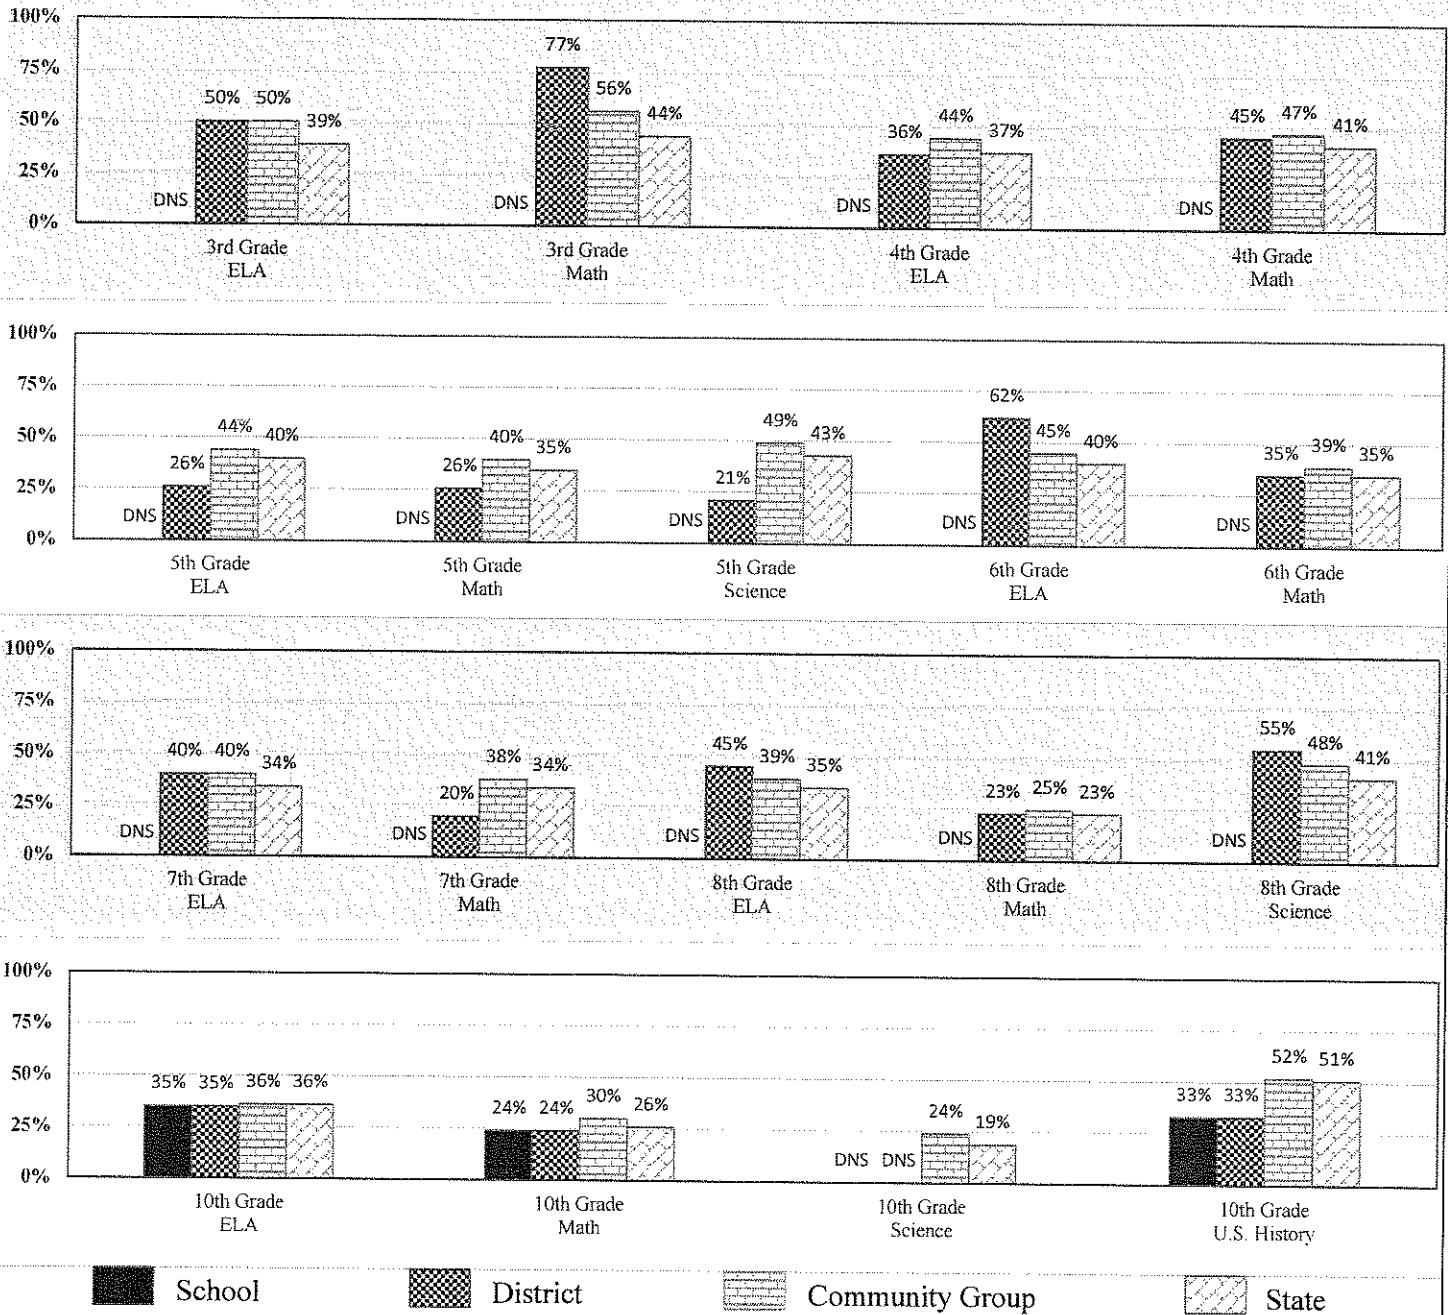 100%
75%
50%
25%
0%
DNS 50% 50% 39%
DNS 77% 56% 44%
DNS 36% 44% 37%
DNS 45% 47% 41%
3rd Grade
ELA
3rd Grade
Math
4th Grade
ELA
4th Grade
Math
100%
75%
50%
25%
0%
DNS 26% 44% 40%
DNS 26% 40% 35%
DNS 21% 49% 43%
DNS 62% 45% 40%
DNS 35% 39% 35%
5th Grade
ELA
5th Grade
Math
5th Grade
Science
6th Grade
ELA
6th Grade
Math
100%
75%
50%
25%
0%
DNS 40% 40% 34%
DNS 20% 38% 34%
DNS 45% 39% 35%
DNS 23% 25% 23%
DNS 55% 48% 41%
7th Grade
ELA
7th Grade
Math
8th Grade
ELA
8th Grade
Math
8th Grade
Science
100%
75%
50%
25%
0%
35% 35% 36% 36%
24% 24% 30% 26%
DNS DNS 24% 19%
33% 33% 52% 51%
10th Grade
ELA
10th Grade
Math
10th Grade
Science
10th Grade
U.S. History
School District Community Group State